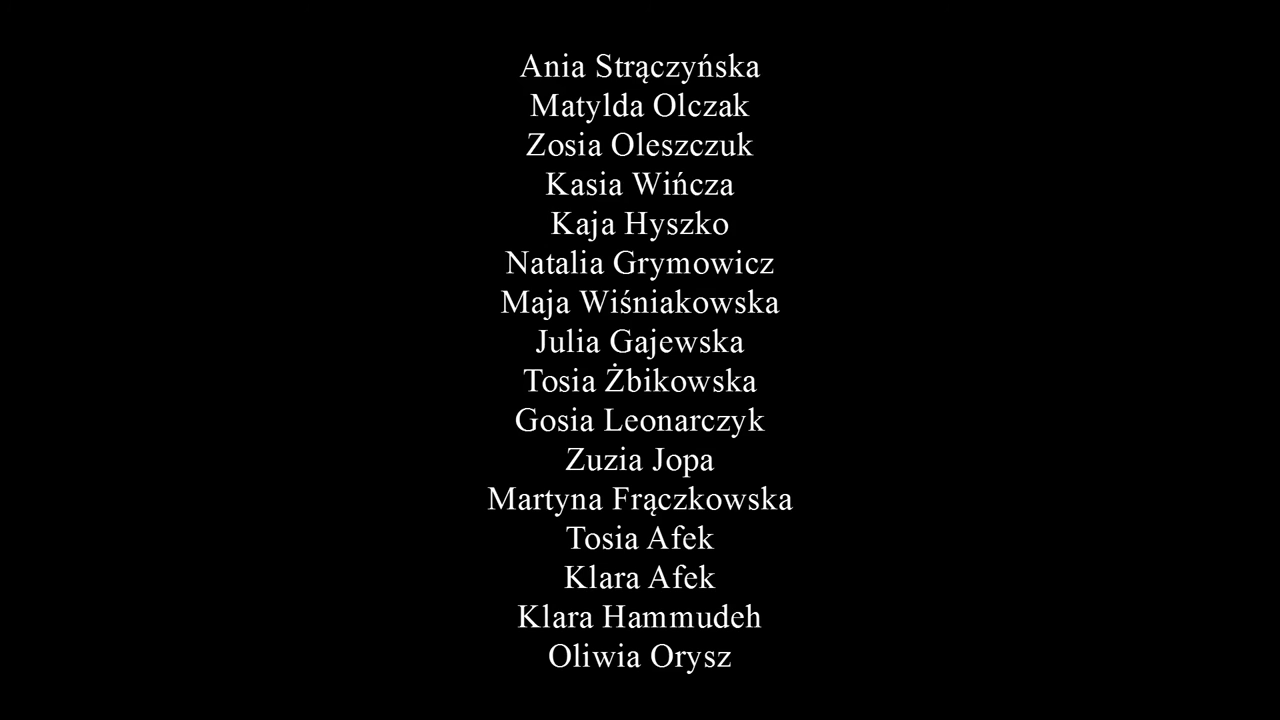 Ania Strączyńska
Matylda Olczak
Zosia Oleszczuk
Kasia Wińcza
Kaja Hyszko
Natalia Grymowicz
Maja Wiśniakowska
Julia Gajewska
Tosia Żbikowska
Gosia Leonarczyk
Zuzia Jopa
Martyna Frączkowska
Tosia Afek
Klara Afek
Klara Hammudeh
Oliwia Orysz